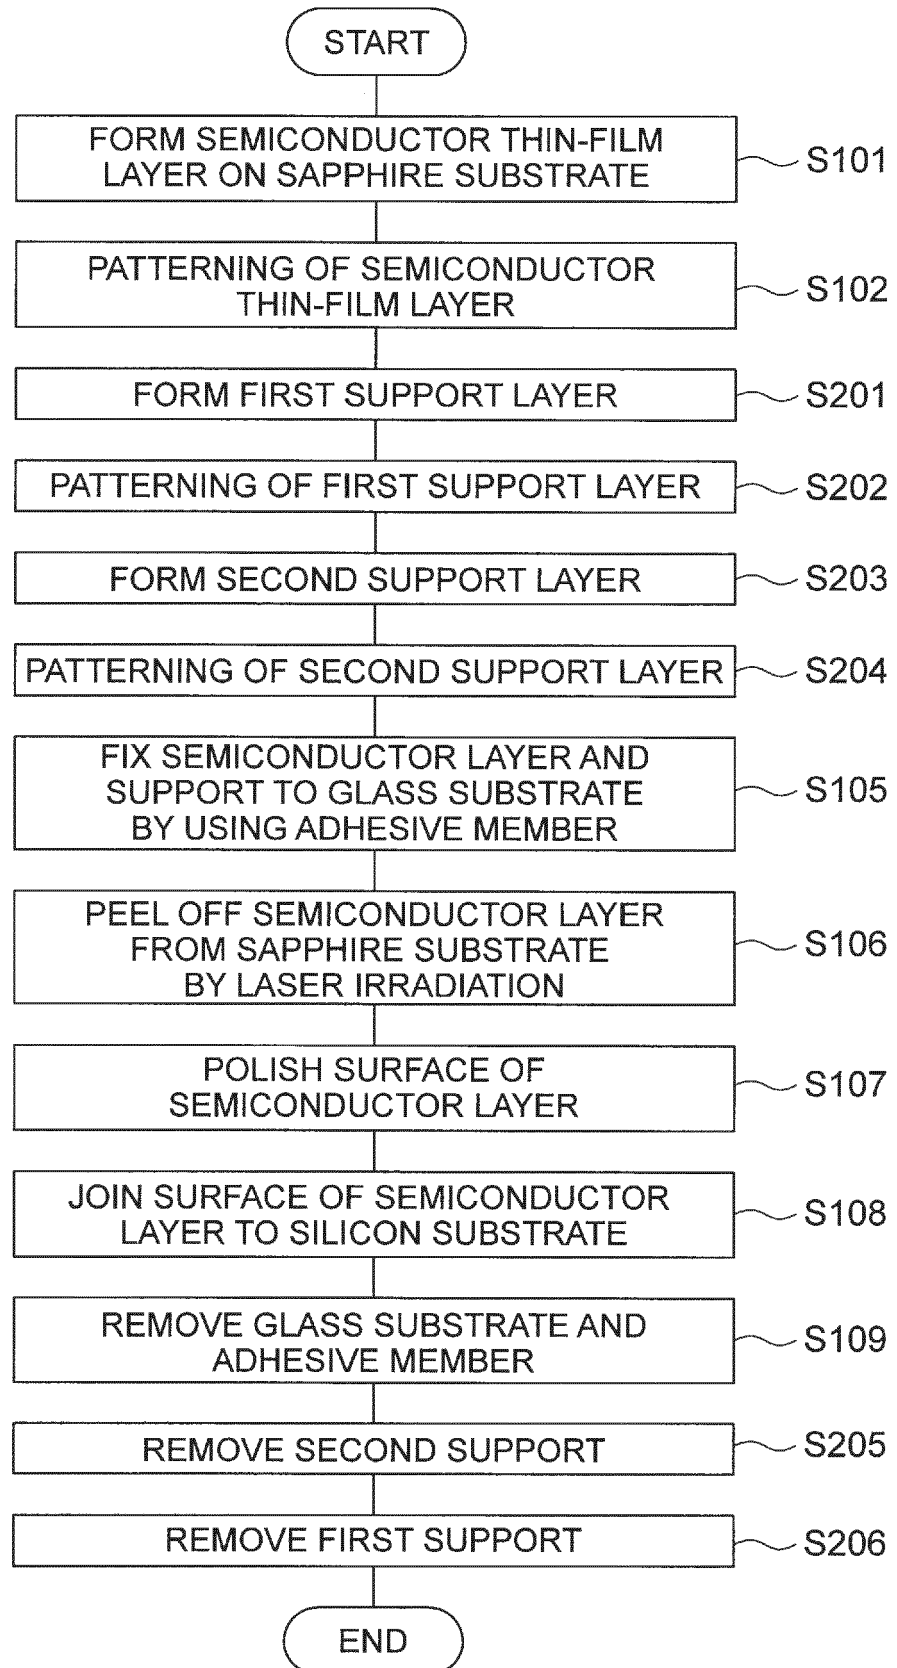 START
FORM SEMICONDUCTOR THIN-FILM
LAYER ON SAPPHIRE SUBSTRATE
S101
PATTERNING OF SEMICONDUCTOR
THIN-FILM LAYER
S102
FORM FIRST SUPPORT LAYER
S201
PATTERNING OF FIRST SUPPORT LAYER
S202
FORM SECOND SUPPORT LAYER
S203
PATTERNING OF SECOND SUPPORT LAYER
S204
FIX SEMICONDUCTOR LAYER AND
SUPPORT TO GLASS SUBSTRATE
BY USING ADHESIVE MEMBER
S105
PEEL OFF SEMICONDUCTOR LAYER
FROM SAPPHIRE SUBSTRATE
BY LASER IRRADIATION
S106
POLISH SURFACE OF
SEMICONDUCTOR LAYER
S107
JOIN SURFACE OF SEMICONDUCTOR
LAYER TO SILICON SUBSTRATE
S108
REMOVE GLASS SUBSTRATE AND
ADHESIVE MEMBER
S109
REMOVE SECOND SUPPORT
S205
REMOVE FIRST SUPPORT
S206
END